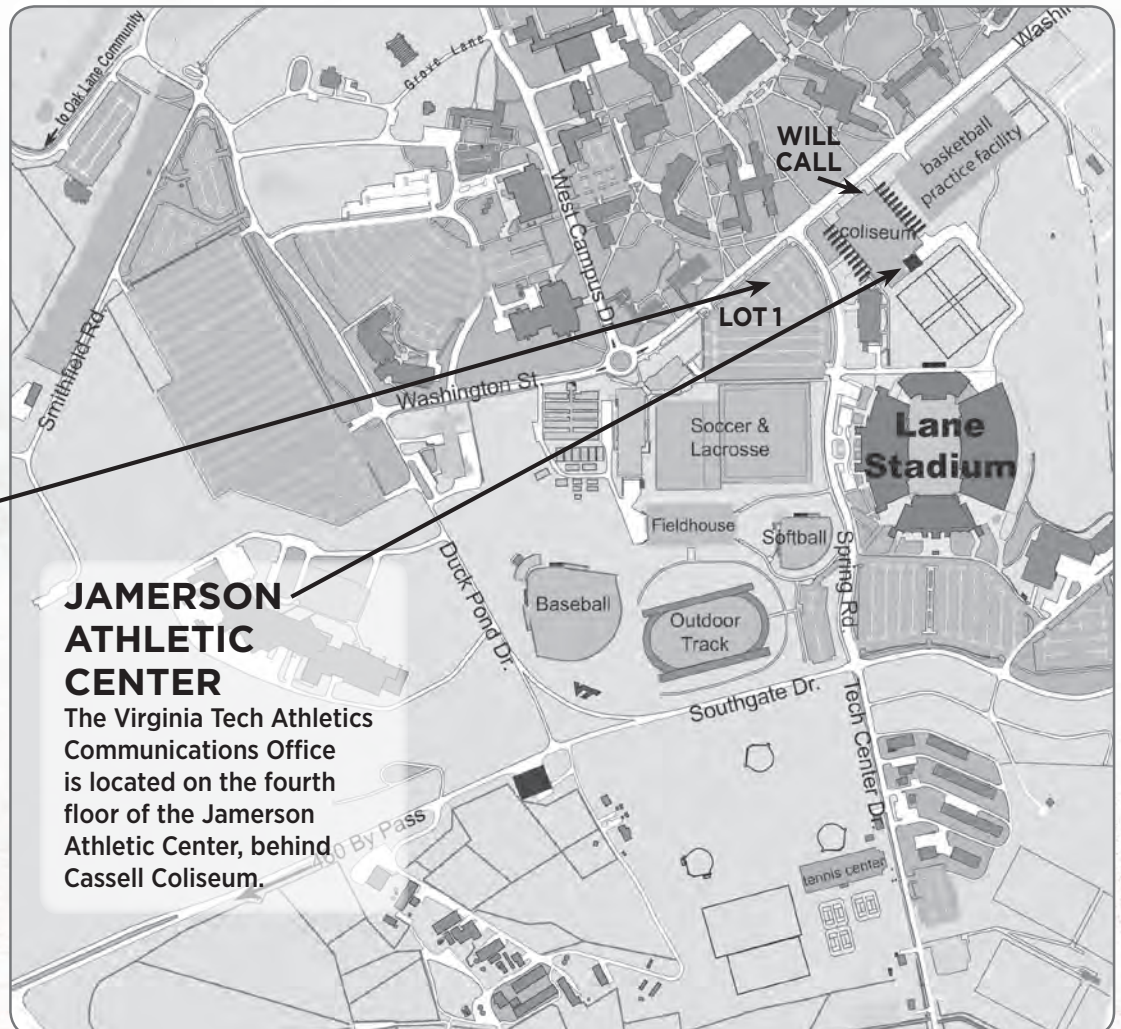 to Oak Lane Community
Grove Lane
Washin
WILL
CALL
basketball
practice facility
West Campus Dr.
coliseum
LOT 1
Smithfield Rd.
Washington St.
Soccer &
Lacrosse
Lane
Stadium
Fieldhouse
Softball
Spring Rd.
Duck Pond Dr.
Baseball
Outdoor
Track
JAMERSON
ATHLETIC
CENTER
The Virginia Tech Athletics
Communications Office
is located on the fourth
floor of the Jamerson
Athletic Center, behind
Cassell Coliseum.
Southgate Dr.
Tech Center Dr.
460 By Pass
tennis center